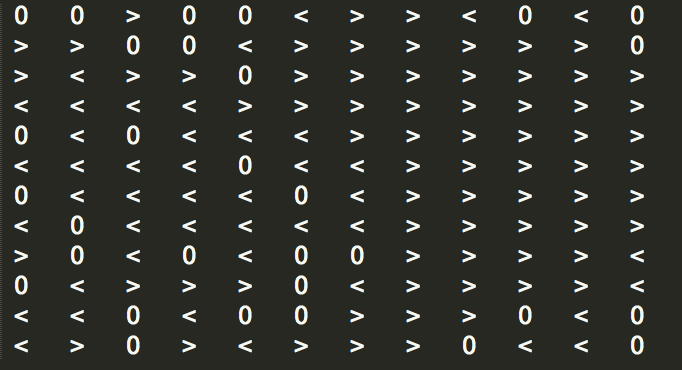 0 0 > 0 0 < > > < 0 < 0
> > 0 0 < > > > > > > 0
> < > > 0 > > > > > > >
< < < < > > > > > > > >
0 < 0 < < < > > > > > >
< < < < 0 < < > > > > >
0 < < < < 0 < > > > > >
< 0 < < < < < > > > > >
> 0 < 0 < 0 0 > > > > <
0 < > > > 0 < > > > > <
< < 0 < 0 0 > > > 0 < 0
< > 0 > < > > > 0 < < 0